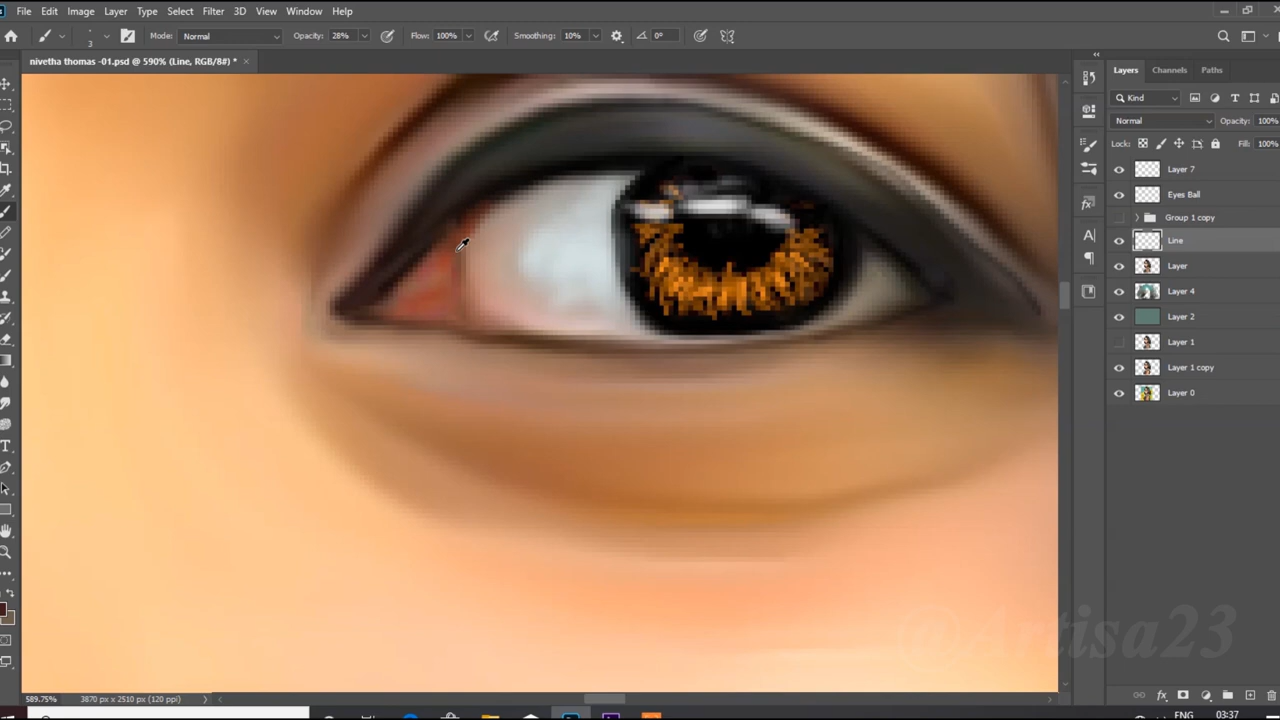 File Edit Image Layer Type Select Filter 3D View Window Help
3 Mode: Normal Opacity: 28% Flow: 100% Smoothing: 10% 0°
nivetha thomas -01.psd @ 590% (Line, RGB/8#) * ×
Layers Channels Paths
Kind
Normal Opacity: 100%
Lock: Fill: 100%
Layer 7
Eyes Ball
Group 1 copy
Line
Layer
Layer 4
Layer 2
Layer 1
Layer 1 copy
Layer 0
@Artisa23
589.75% 3870 px x 2510 px (120 ppi)
ENG 03:37